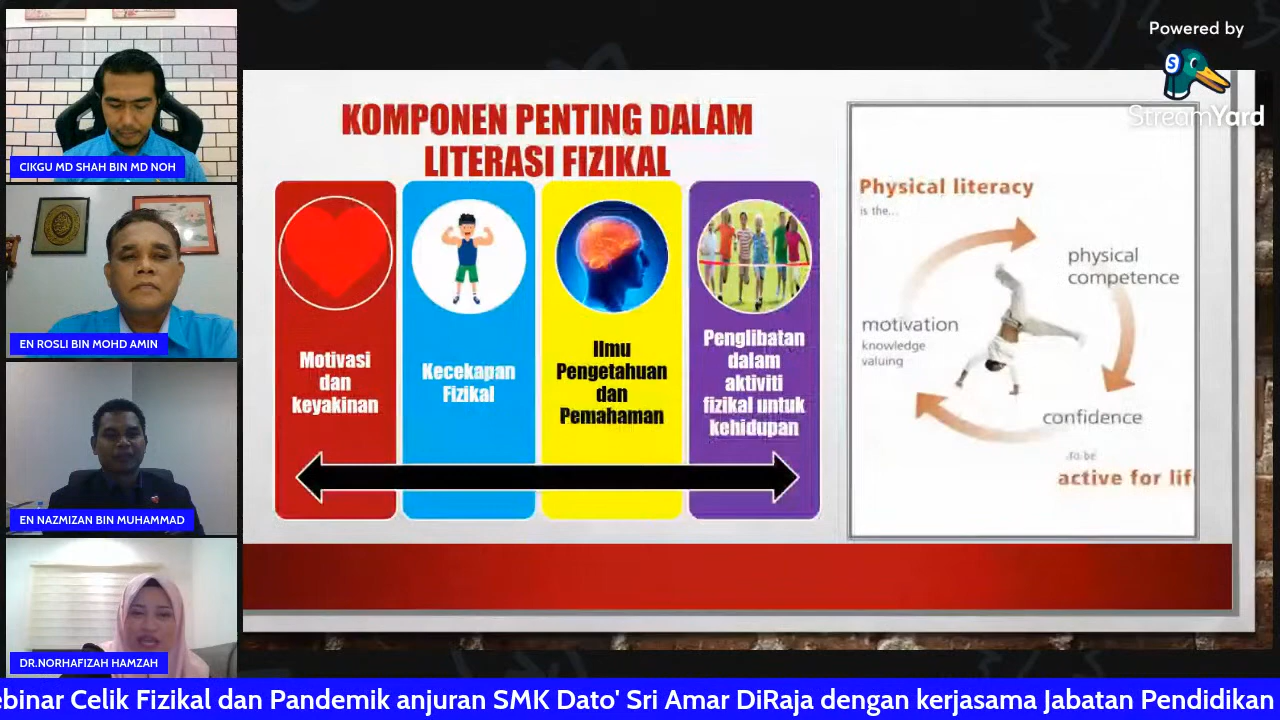 Powered by
S
StreamYard
CIKGU MD SHAH BIN MD NOH
EN ROSLI BIN MOHD AMIN
EN NAZMIZAN BIN MUHAMMAD
DR.NORHAFIZAH HAMZAH
KOMPONEN PENTING DALAM
LITERASI FIZIKAL
Motivasi
dan
keyakinan
Kecekapan
Fizikal
Ilmu
Pengetahuan
dan
Pemahaman
Penglibatan
dalam
aktiviti
fizikal untuk
kehidupan
Physical literacy
is the...
physical
competence
motivation
knowledge
valuing
confidence
..to be
active for lif
ebinar Celik Fizikal dan Pandemik anjuran SMK Dato' Sri Amar DiRaja dengan kerjasama Jabatan Pendidikan